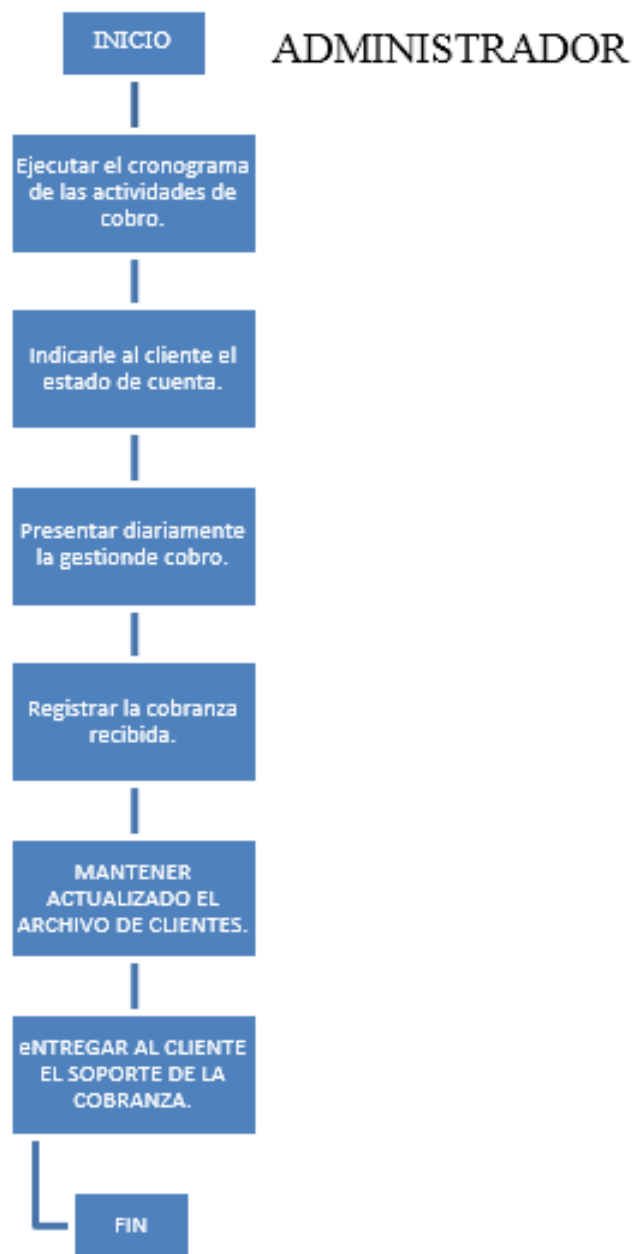 INICIO
ADMINISTRADOR
Ejecutar el cronograma
de las actividades de
cobro.
Indicarle al cliente el
estado de cuenta.
Presentar diariamente
la gestionde cobro.
Registrar la cobranza
recibida.
MANTENER
ACTUALIZADO EL
ARCHIVO DE CLIENTES.
eNTREGAR AL CLIENTE
EL SOPORTE DE LA
COBRANZA.
FIN